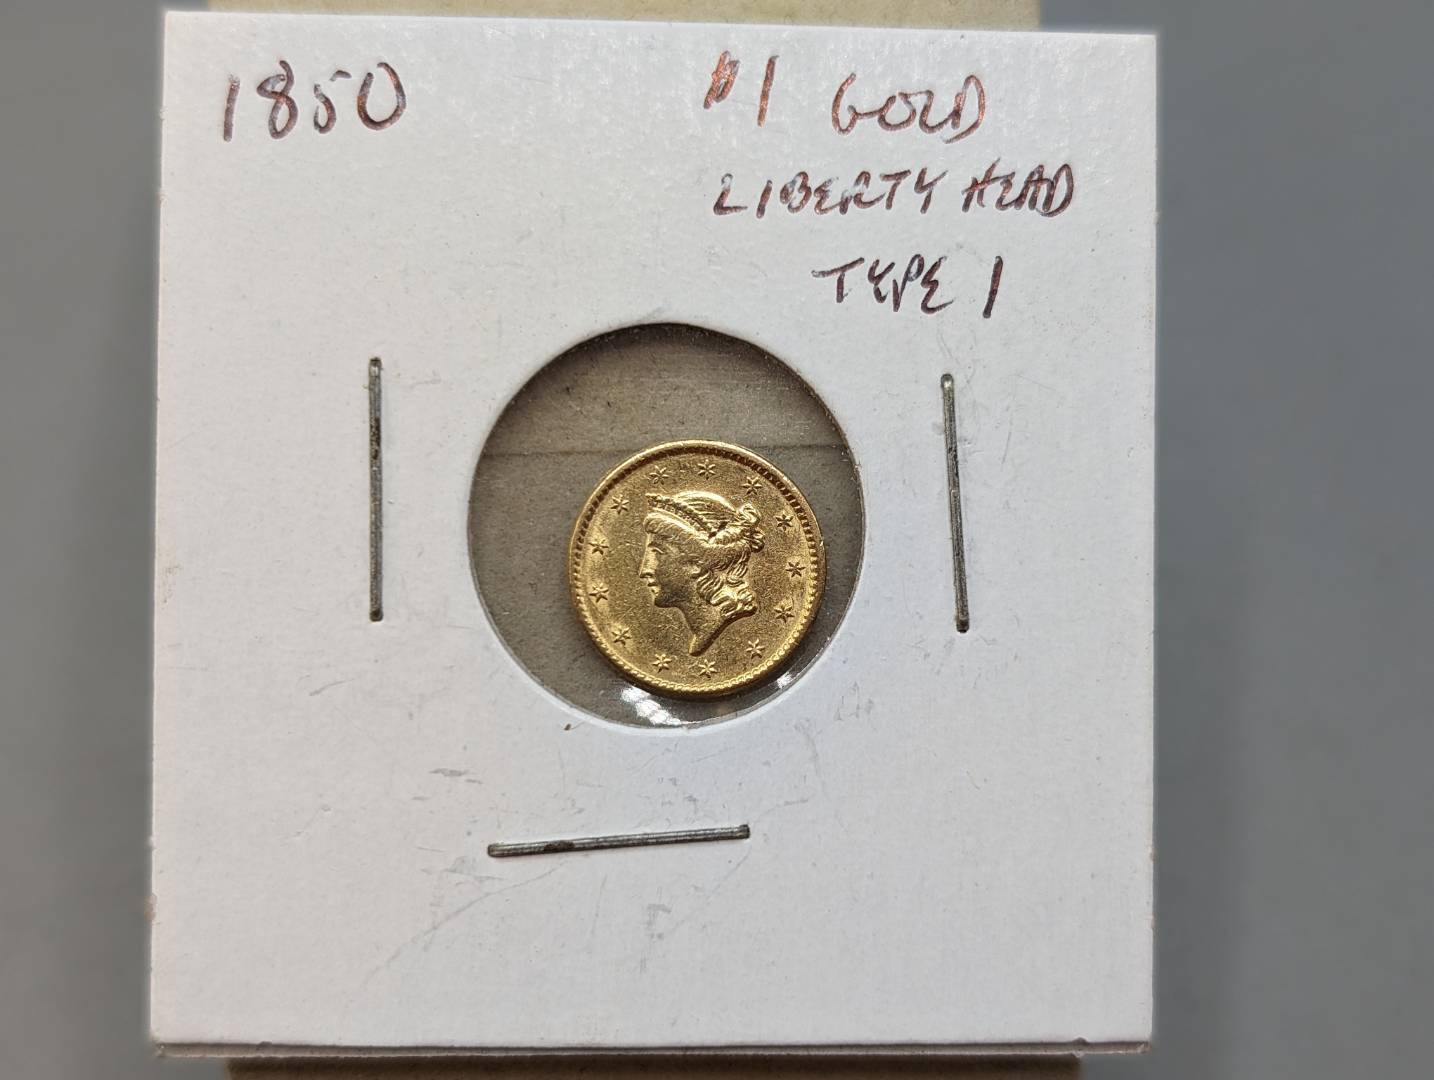 1850 $1 GOLD
LIBERTY HEAD
TYPE 1